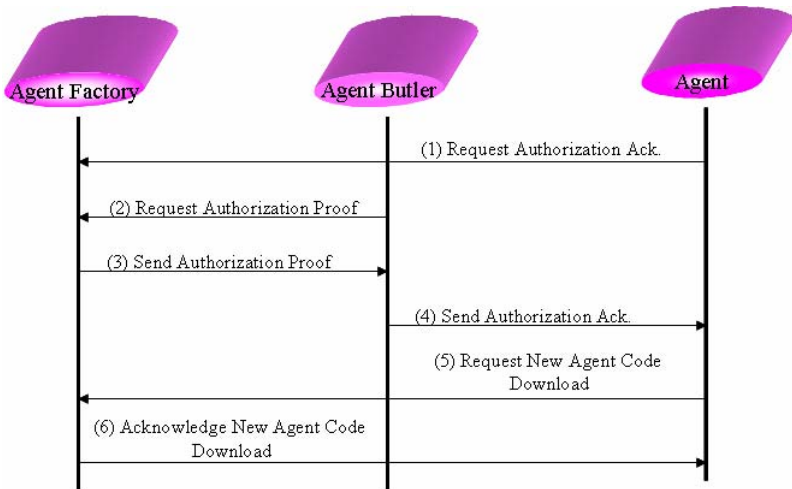 Agent Factory
Agent Butler
Agent
(1) Request Authorization Ack.
(2) Request Authorization Proof
(3) Send Authorization Proof
(4) Send Authorization Ack.
(5) Request New Agent Code
Download
(6) Acknowledge New Agent Code
Download